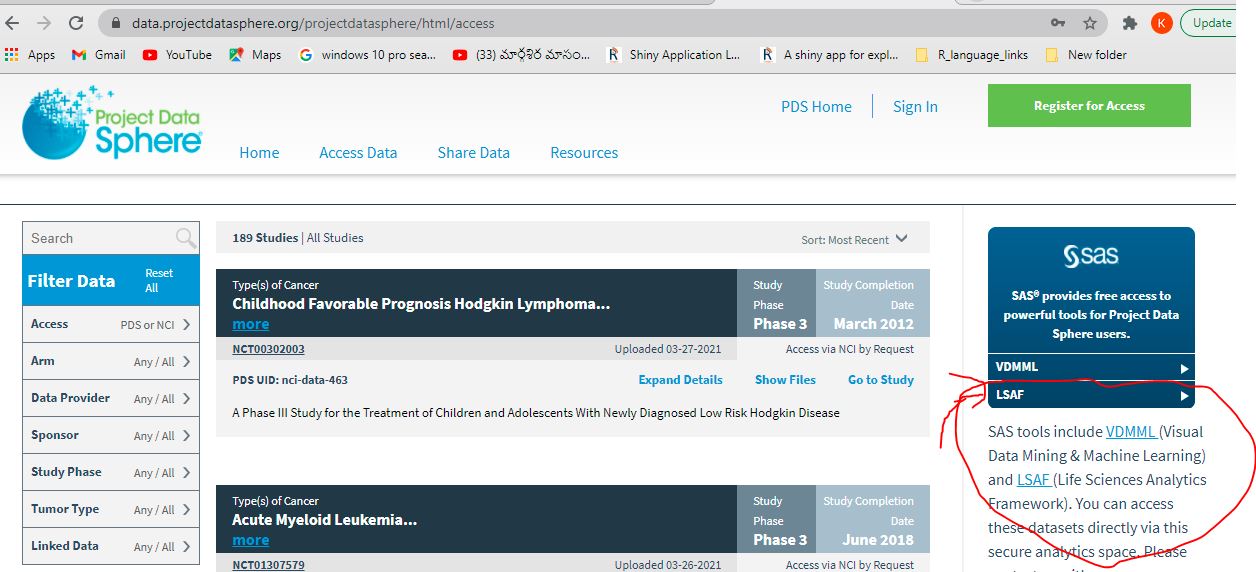 data.projectdatasphere.org/projectdatasphere/html/access
K
Update
Apps
Gmail
YouTube
Maps
windows 10 pro sea...
(33) మార్గశిర మాసం...
Shiny Application L...
A shiny app for expl...
R_language_links
New folder
Project Data
Sphere
PDS Home
Sign In
Register for Access
Home
Access Data
Share Data
Resources
Search
Filter Data
Reset
All
Access PDS or NCI
Arm Any / All
Data Provider Any / All
Sponsor Any / All
Study Phase Any / All
Tumor Type Any / All
Linked Data Any / All
189 Studies | All Studies
Sort: Most Recent
Type(s) of Cancer
Childhood Favorable Prognosis Hodgkin Lymphoma...
more
Study
Phase
Phase 3
Study Completion
Date
March 2012
NCT00302003
Uploaded 03-27-2021
Access via NCI by Request
PDS UID: nci-data-463
Expand Details
Show Files
Go to Study
A Phase III Study for the Treatment of Children and Adolescents With Newly Diagnosed Low Risk Hodgkin Disease
Type(s) of Cancer
Acute Myeloid Leukemia...
more
Study
Phase
Phase 3
Study Completion
Date
June 2018
NCT01307579
Uploaded 03-26-2021
Access via NCI by Request
sas
SAS® provides free access to
powerful tools for Project Data
Sphere users.
VDMML
LSAF
SAS tools include VDMML (Visual
Data Mining & Machine Learning)
and LSAF (Life Sciences Analytics
Framework). You can access
these datasets directly via this
secure analytics space. Please